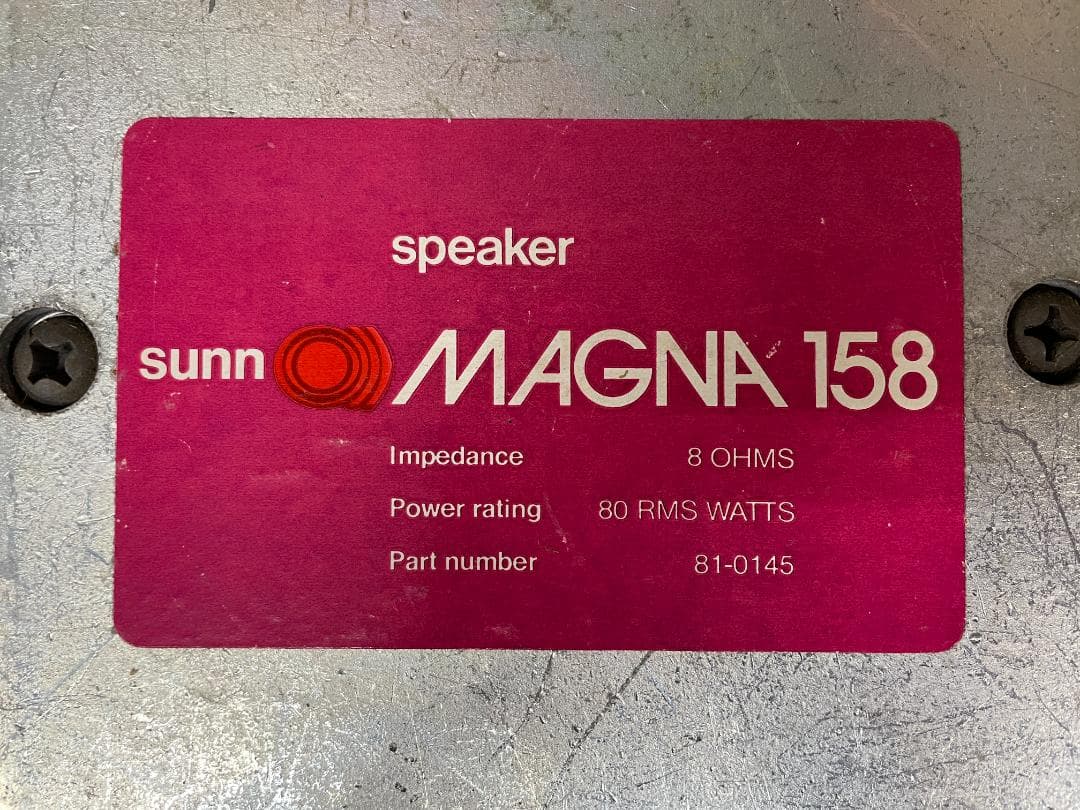 speaker
sunn MAGNA 158
Impedance 8 OHMS
Power rating 80 RMS WATTS
Part number 81-0145